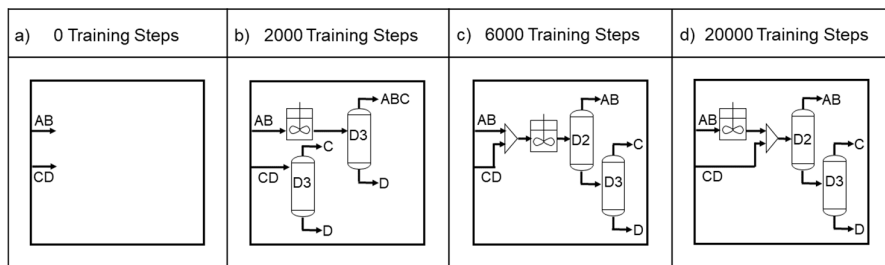 a) 0 Training Steps
b) 2000 Training Steps
c) 6000 Training Steps
d) 20000 Training Steps
AB
CD
ABC
AB
D3
C
CD
D3
D
D
AB
AB
D2
C
CD
D3
D
AB
AB
D2
C
CD
D3
D